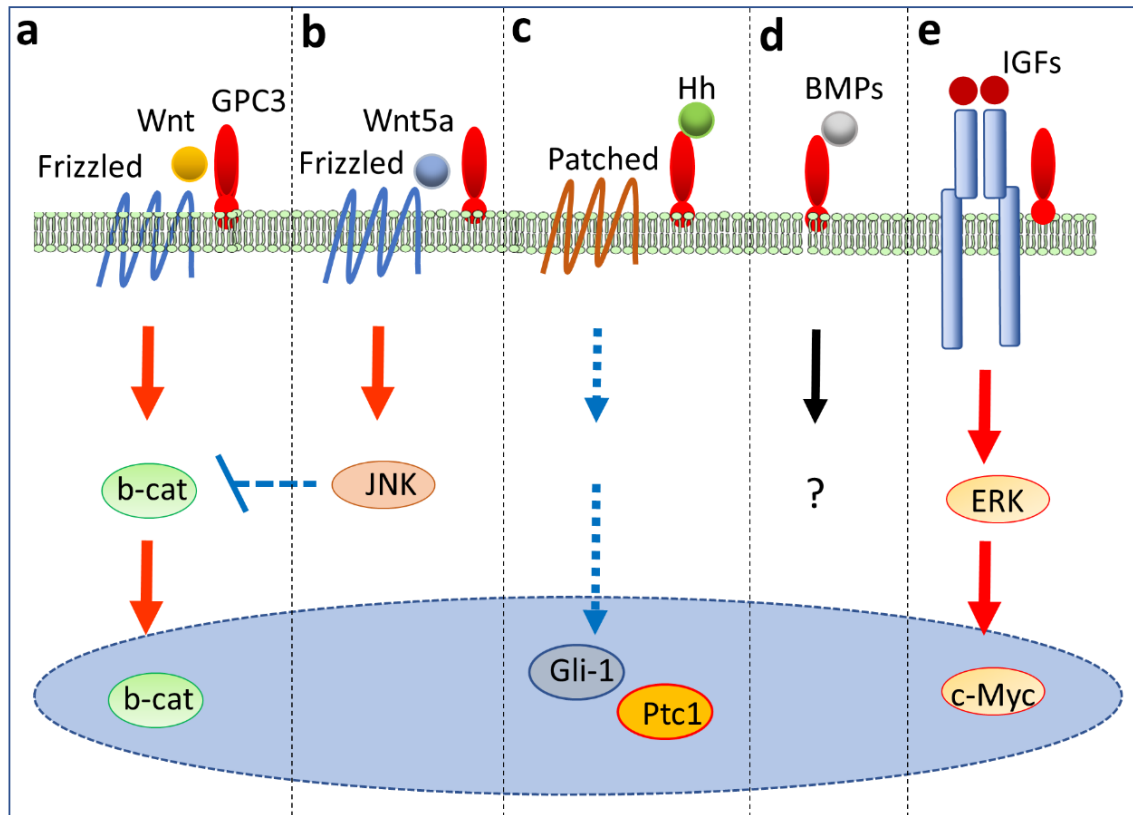 a
b
c
d
e
GPC3
Wnt
Frizzled
Wnt5a
Frizzled
Hh
Patched
BMPs
IGFs
b-cat
JNK
?
ERK
b-cat
Gli-1
Ptc1
c-Myc